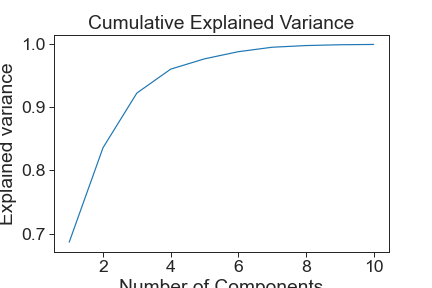 Cumulative Explained Variance
Explained variance
1.0
0.9
0.8
0.7
2 4 6 8 10
Number of Components